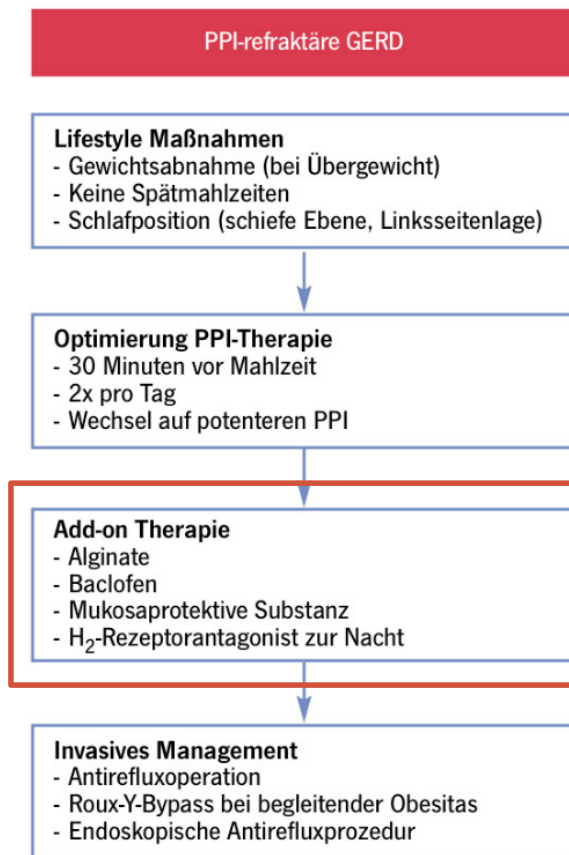 PPI-refraktäre GERD
Lifestyle Maßnahmen
- Gewichtsabnahme (bei Übergewicht)
- Keine Spätmahlzeiten
- Schlafposition (schiefe Ebene, Linksseitenlage)
Optimierung PPI-Therapie
- 30 Minuten vor Mahlzeit
- 2x pro Tag
- Wechsel auf potenteren PPI
Add-on Therapie
- Alginate
- Baclofen
- Mukosaprotektive Substanz
- H₂-Rezeptorantagonist zur Nacht
Invasives Management
- Antirefluxoperation
- Roux-Y-Bypass bei begleitender Obesitas
- Endoskopische Antirefluxprozedur